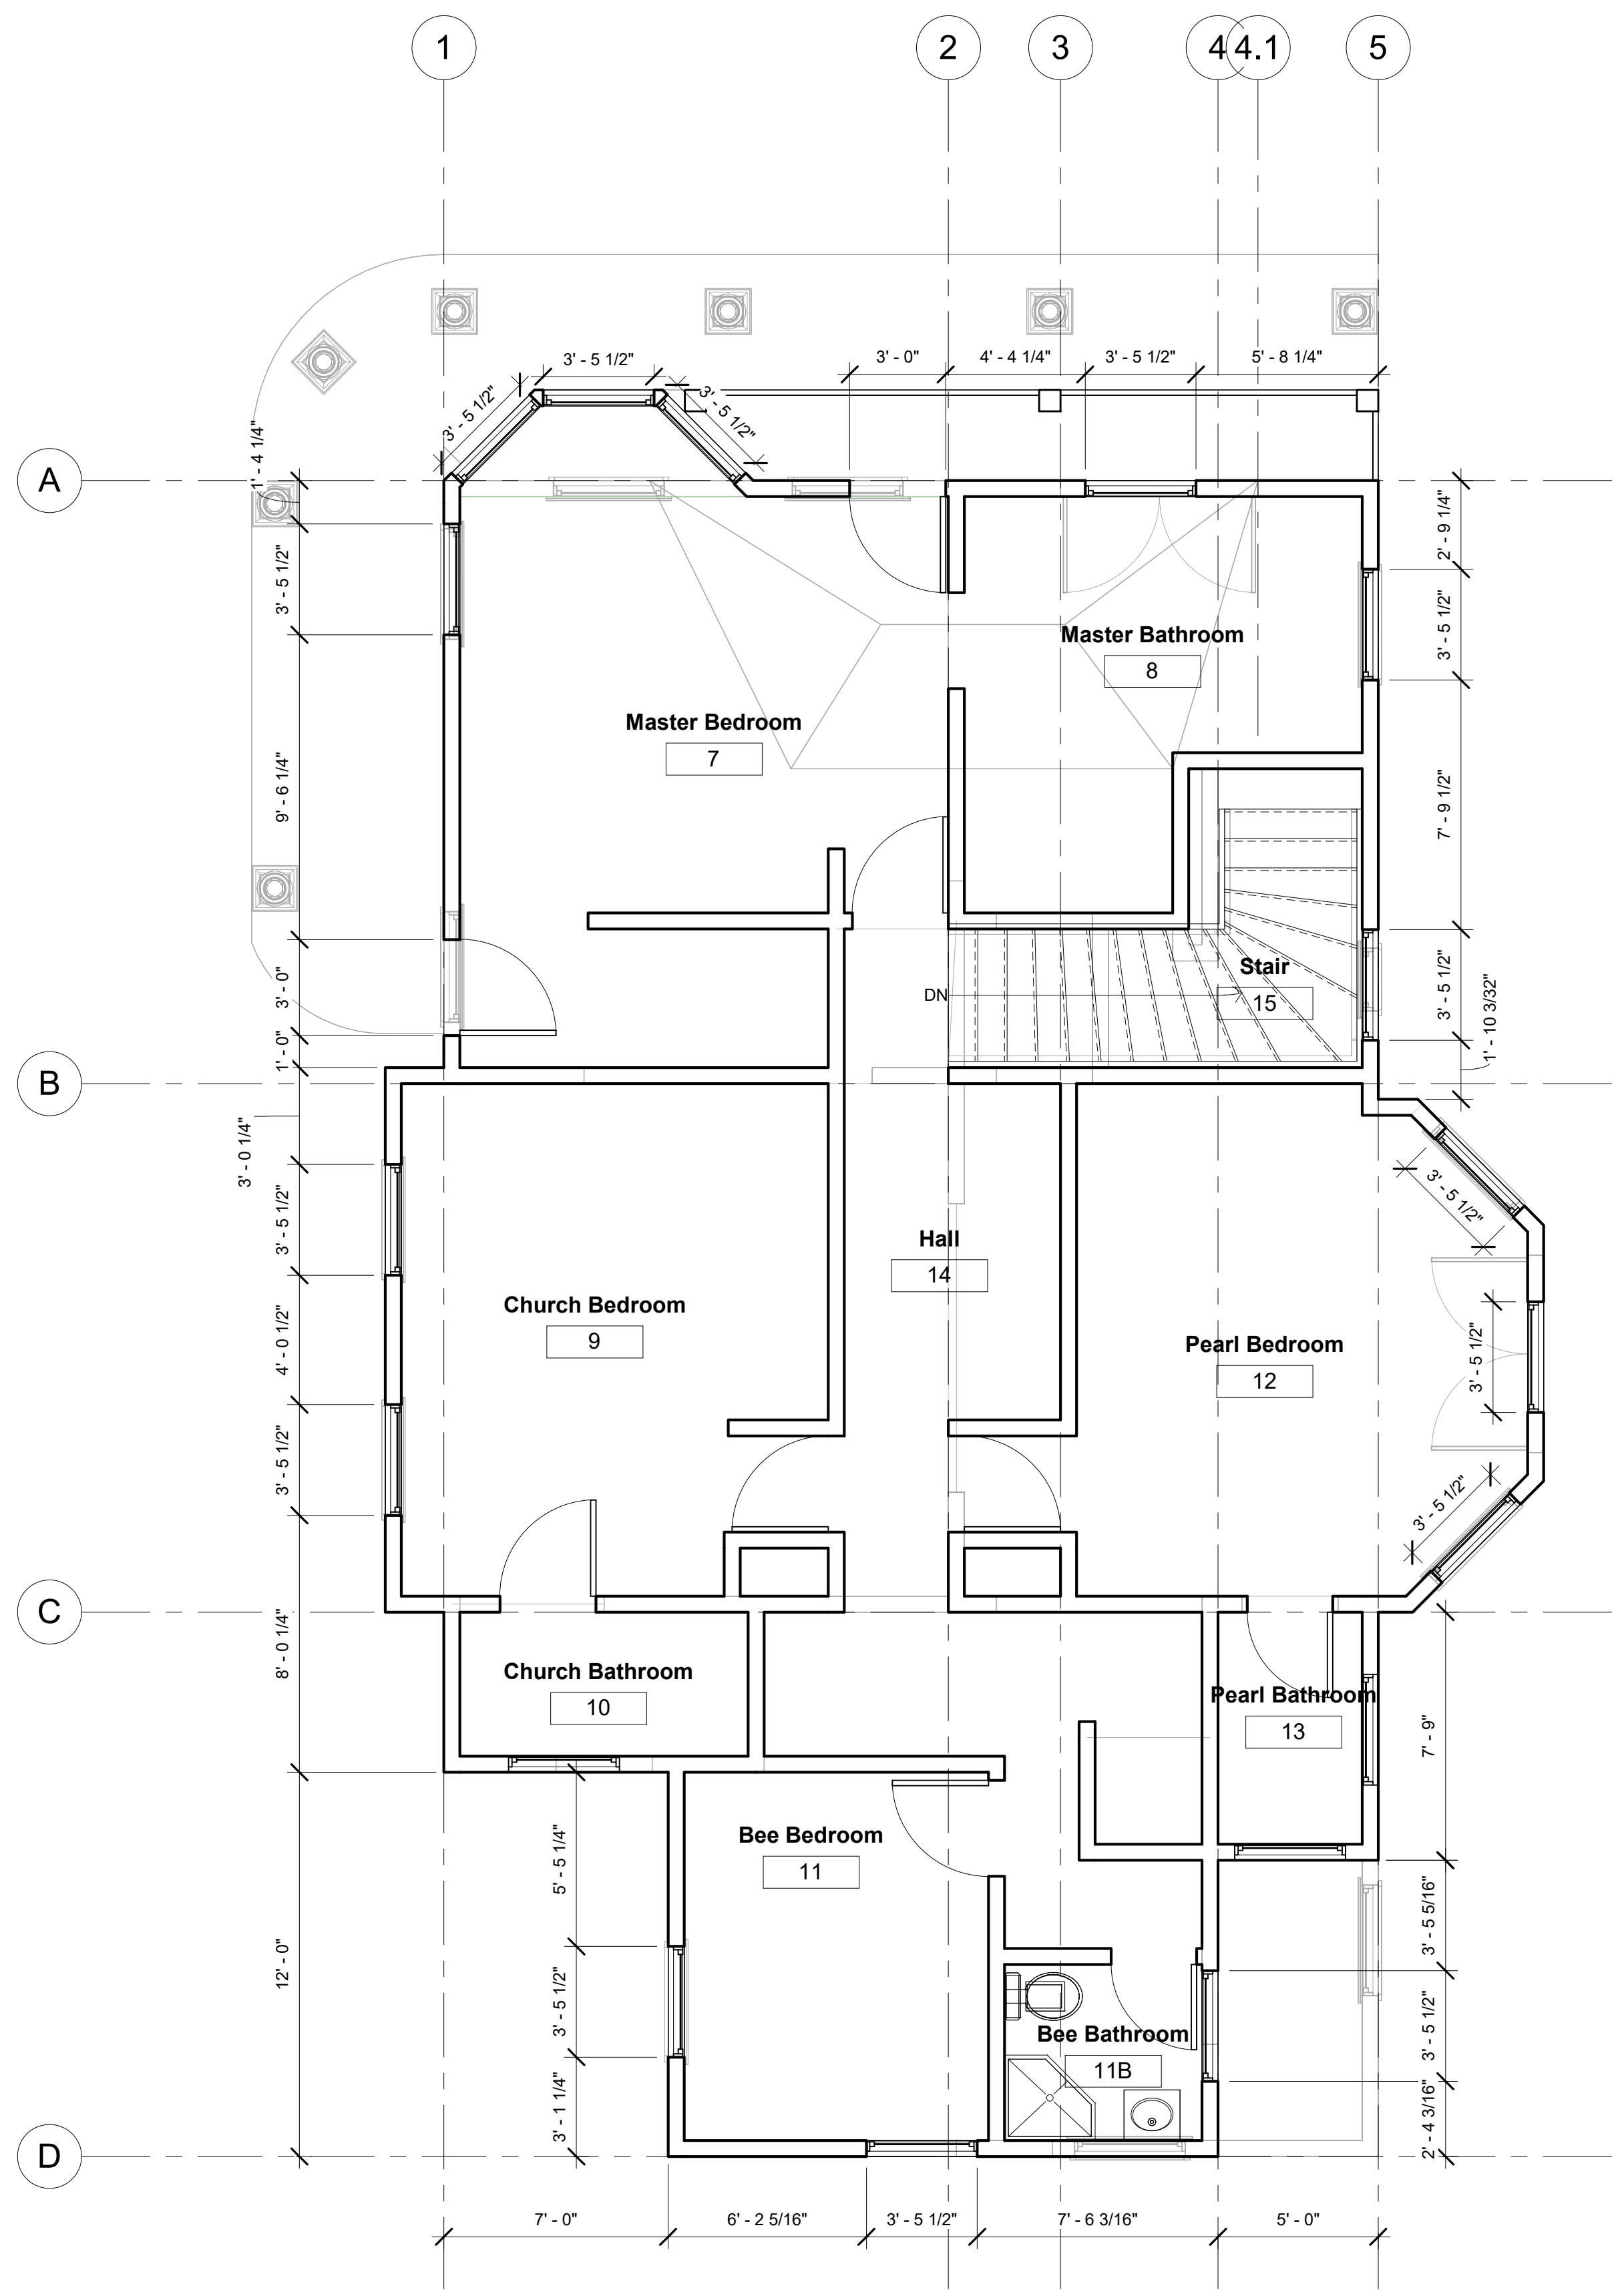 1
2
3
4
4.1
5
3' - 5 1/2"
3' - 0"
4' - 4 1/4"
3' - 5 1/2"
5' - 8 1/4"
3' - 5 1/2"
3' - 5 1/2"
A
1' - 4 1/4"
2' - 9 1/4"
3' - 5 1/2"
3' - 5 1/2"
Master Bathroom
8
Master Bedroom
7
9' - 6 1/4"
7' - 9 1/2"
Stair
15
DN
3' - 0"
3' - 5 1/2"
1' - 10 3/32"
1' - 0"
B
3' - 0 1/4"
3' - 5 1/2"
3' - 5 1/2"
Hall
14
Church Bedroom
9
Pearl Bedroom
12
4' - 0 1/2"
3' - 5 1/2"
3' - 5 1/2"
3' - 5 1/2"
C
8' - 0 1/4"
Church Bathroom
10
Pearl Bathroom
13
7' - 9"
Bee Bedroom
11
5' - 5 1/4"
3' - 5 5/16"
12' - 0"
3' - 5 1/2"
3' - 5 1/2"
Bee Bathroom
11B
3' - 1 1/4"
2' - 4 3/16"
D
7' - 0"
6' - 2 5/16"
3' - 5 1/2"
7' - 6 3/16"
5' - 0"